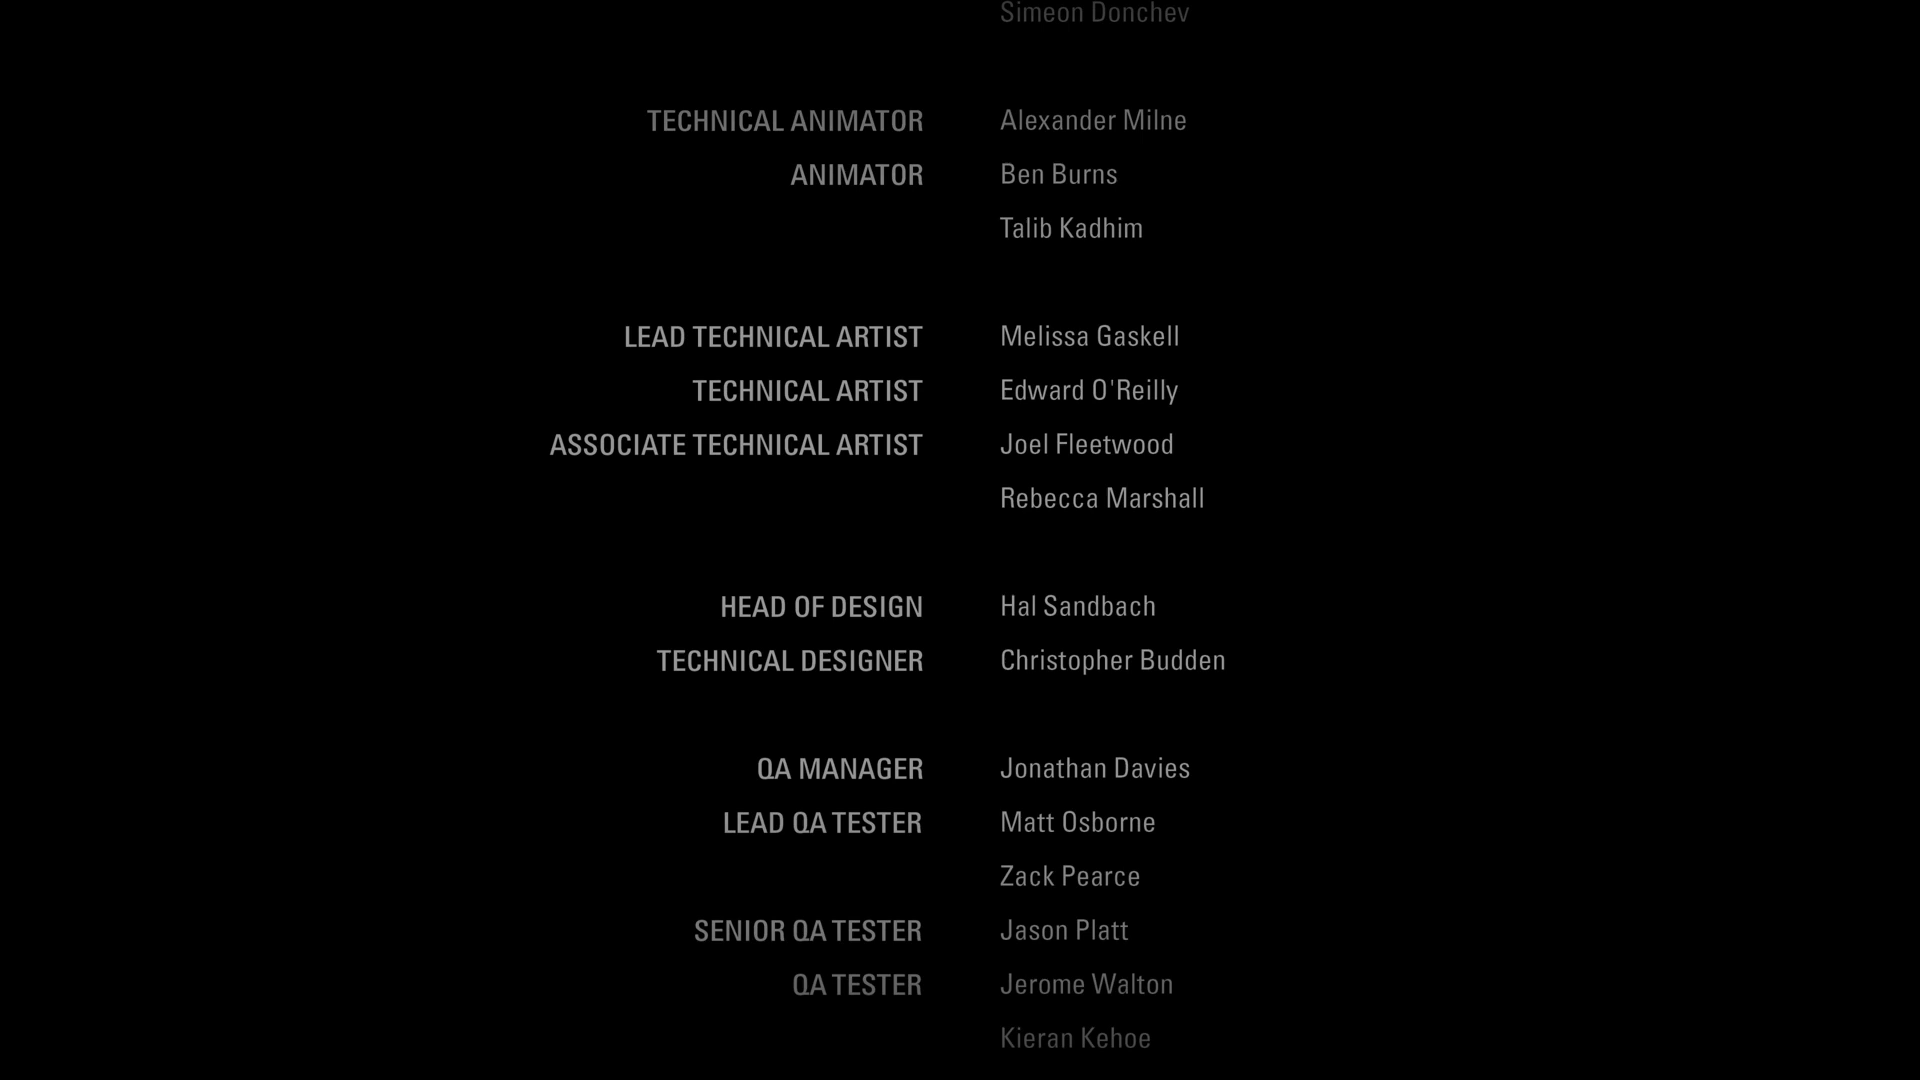 Simeon Donchev
TECHNICAL ANIMATOR Alexander Milne
ANIMATOR Ben Burns
Talib Kadhim
LEAD TECHNICAL ARTIST Melissa Gaskell
TECHNICAL ARTIST Edward O'Reilly
ASSOCIATE TECHNICAL ARTIST Joel Fleetwood
Rebecca Marshall
HEAD OF DESIGN Hal Sandbach
TECHNICAL DESIGNER Christopher Budden
QA MANAGER Jonathan Davies
LEAD QA TESTER Matt Osborne
Zack Pearce
SENIOR QA TESTER Jason Platt
QA TESTER Jerome Walton
Kieran Kehoe